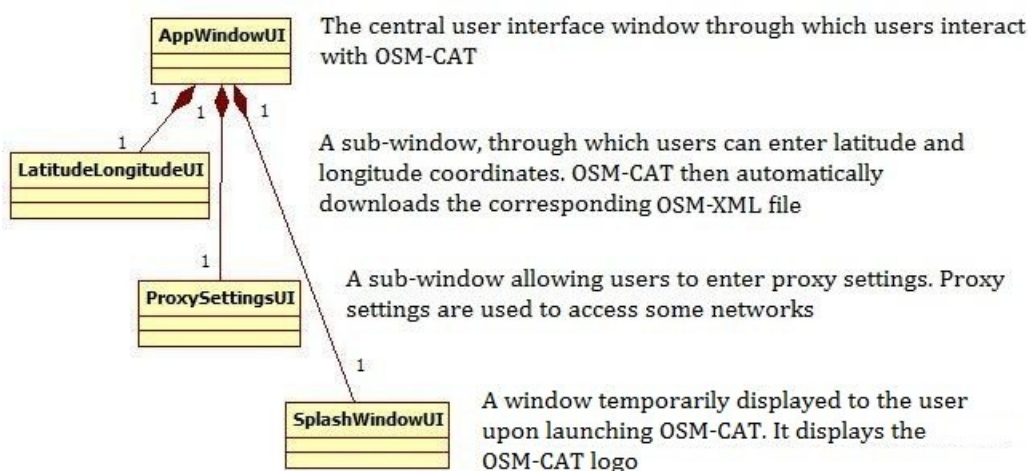 AppWindowUI
The central user interface window through which users interact
with OSM-CAT
1
1
1
1
LatitudeLongitudeUI
A sub-window, through which users can enter latitude and
longitude coordinates. OSM-CAT then automatically
downloads the corresponding OSM-XML file
1
ProxySettingsUI
A sub-window allowing users to enter proxy settings. Proxy
settings are used to access some networks
1
SplashWindowUI
A window temporarily displayed to the user
upon launching OSM-CAT. It displays the
OSM-CAT logo